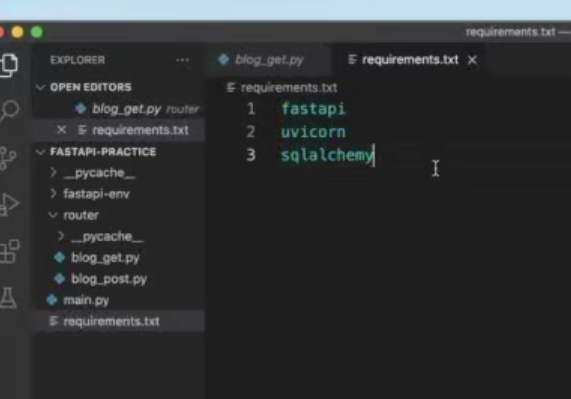 requirements.txt —
EXPLORER ...
blog_get.py
requirements.txt
OPEN EDITORS
blog_get.py router
requirements.txt
FASTAPI-PRACTICE
__pycache__
fastapi-env
router
__pycache__
blog_get.py
blog_post.py
main.py
requirements.txt
requirements.txt
1 fastapi
2 uvicorn
3 sqlalchemy